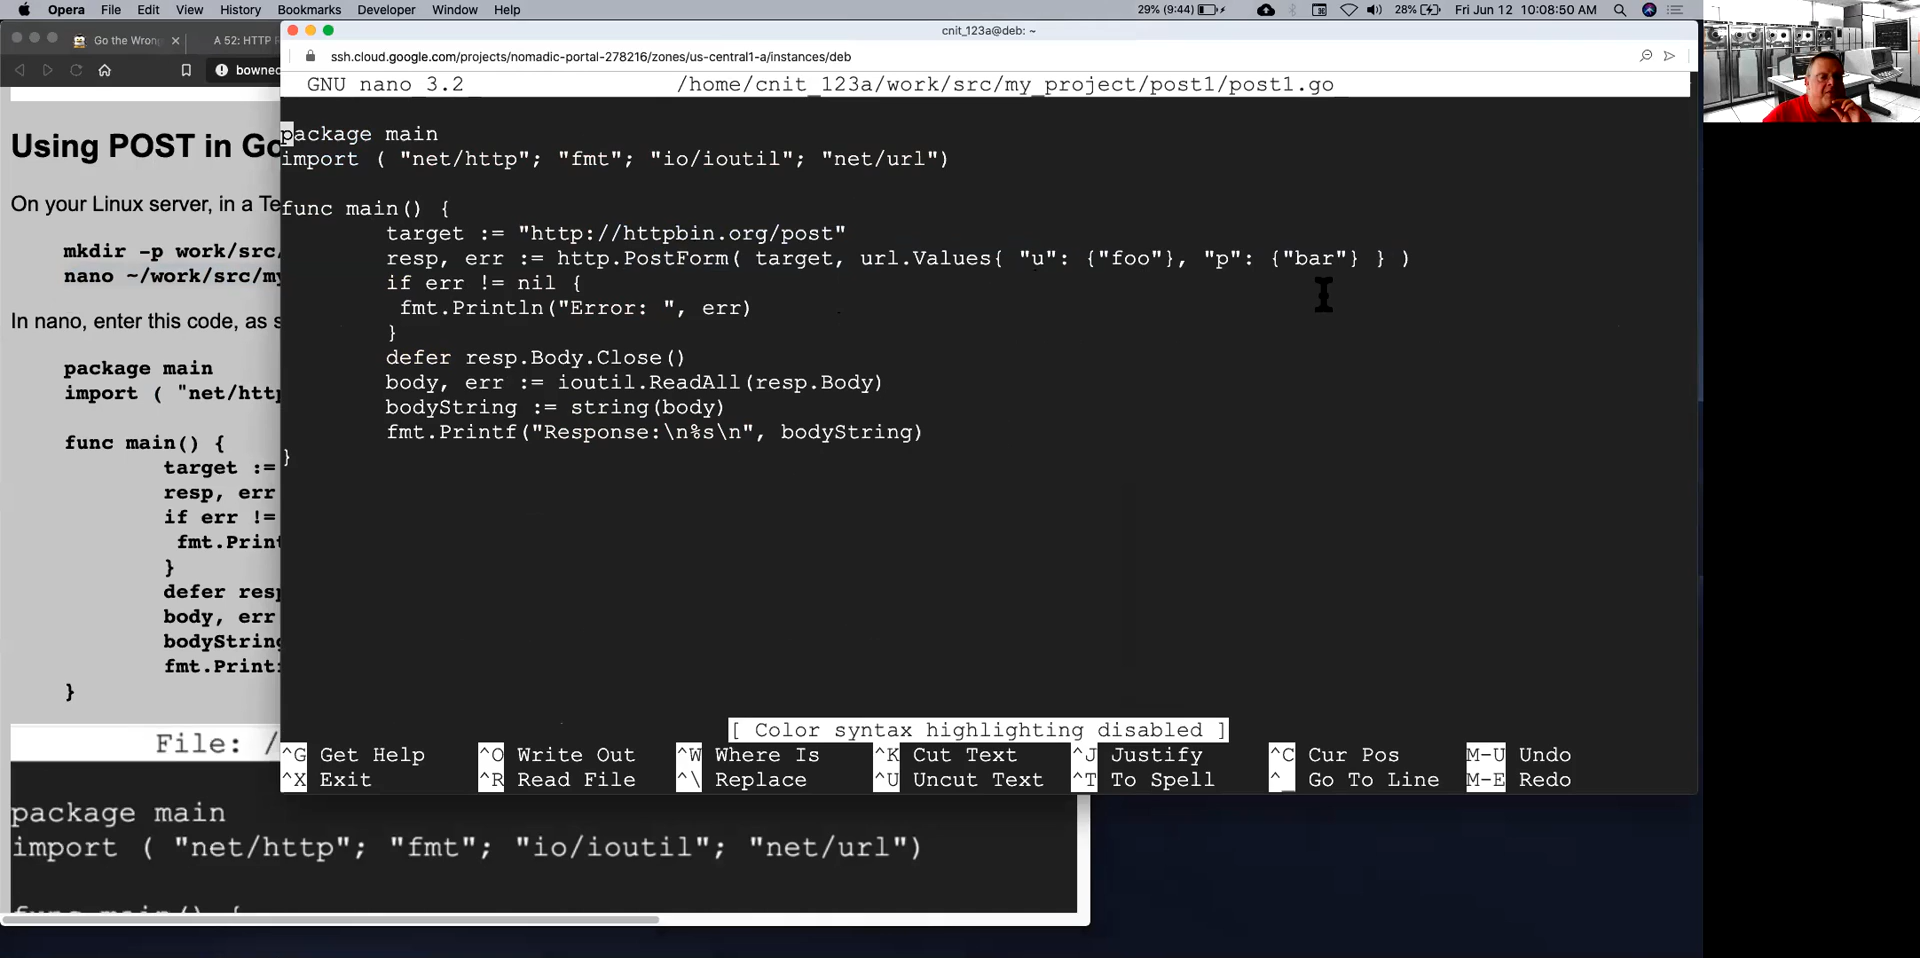 Opera File Edit View History Bookmarks Developer Window Help 29% (9:44) 28% Fri Jun 12 10:08:50 AM
cnit_123a@deb: ~
Go the Wron × A 52: HTTP R
ssh.cloud.google.com/projects/nomadic-portal-278216/zones/us-central1-a/instances/deb
bowned
GNU nano 3.2 /home/cnit_123a/work/src/my_project/post1/post1.go
package main
import ( "net/http"; "fmt"; "io/ioutil"; "net/url")
func main() {
target := "http://httpbin.org/post"
resp, err := http.PostForm( target, url.Values{ "u": {"foo"}, "p": {"bar"} } )
if err != nil {
fmt.Println("Error: ", err)
}
defer resp.Body.Close()
body, err := ioutil.ReadAll(resp.Body)
bodyString := string(body)
fmt.Printf("Response:\n%s\n", bodyString)
}
[ Color syntax highlighting disabled ]
^G Get Help ^O Write Out ^W Where Is ^K Cut Text ^J Justify ^C Cur Pos M-U Undo
^X Exit ^R Read File ^\ Replace ^U Uncut Text ^T To Spell ^_ Go To Line M-E Redo
Using POST in Go
On your Linux server, in a Te
mkdir -p work/src/
nano ~/work/src/my
In nano, enter this code, as s
package main
import ( "net/http
func main() {
target :=
resp, err
if err !=
fmt.Print
}
defer resp
body, err
bodyString
fmt.Print
}
File: /
package main
import ( "net/http"; "fmt"; "io/ioutil"; "net/url")
func main() {